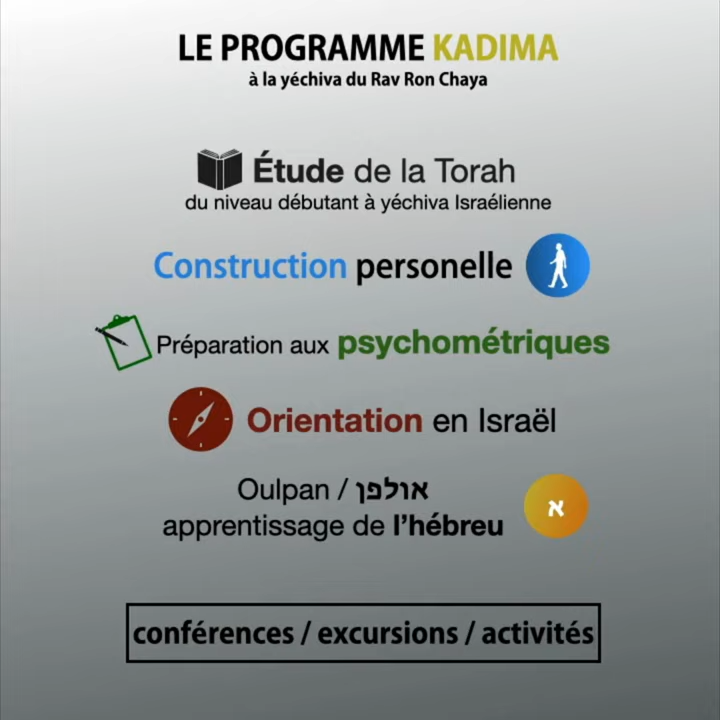 LE PROGRAMME KADIMA
à la yéchiva du Rav Ron Chaya
Étude de la Torah
du niveau débutant à yéchiva Israélienne
Construction personelle
Préparation aux psychométriques
Orientation en Israël
Oulpan / אולפן
apprentissage de l'hébreu
א
conférences / excursions / activités